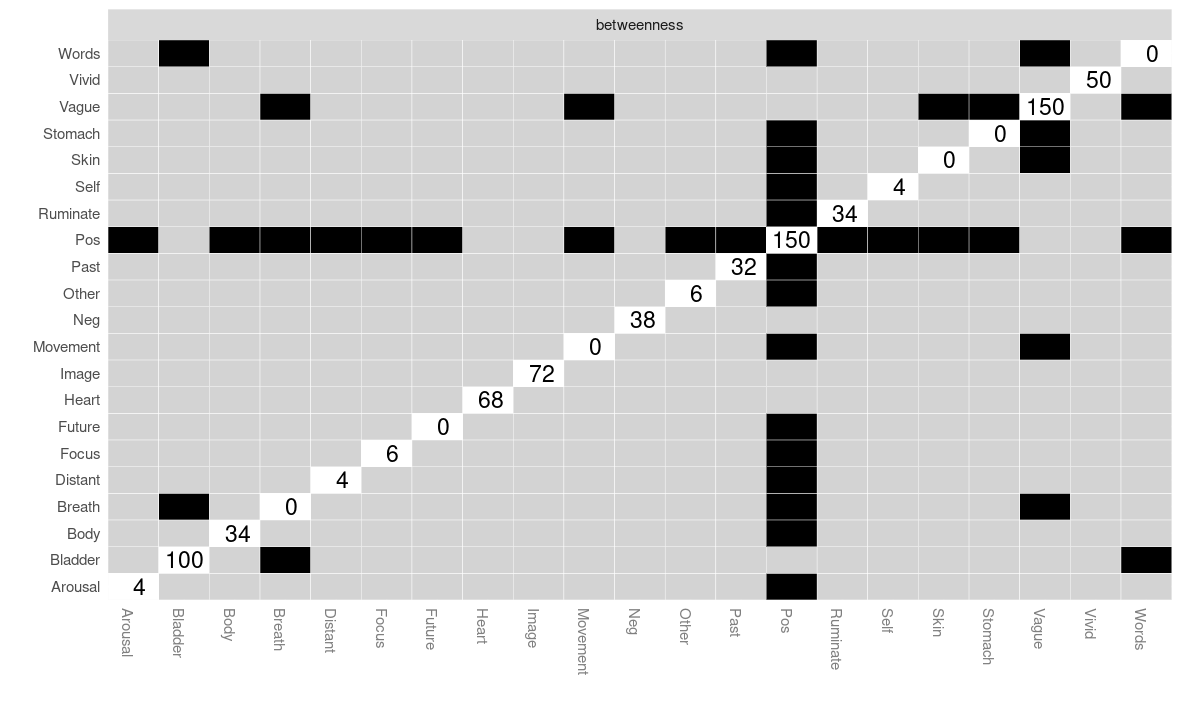 betweenness
Words 0
Vivid 50
Vague 150
Stomach 0
Skin 0
Self 4
Ruminate 34
Pos 150
Past 32
Other 6
Neg 38
Movement 0
Image 72
Heart 68
Future 0
Focus 6
Distant 4
Breath 0
Body 34
Bladder 100
Arousal 4
Arousal
Bladder
Body
Breath
Distant
Focus
Future
Heart
Image
Movement
Neg
Other
Past
Pos
Ruminate
Self
Skin
Stomach
Vague
Vivid
Words